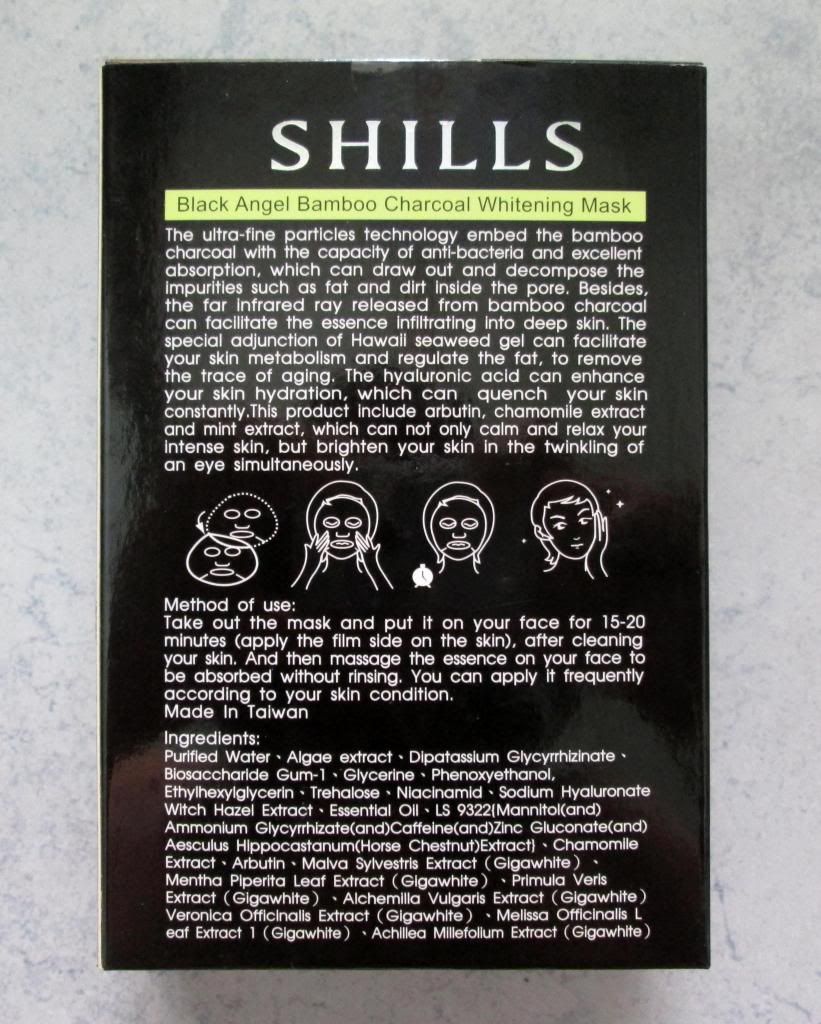 SHILLS
Black Angel Bamboo Charcoal Whitening Mask
The ultra-fine particles technology embed the bamboo
charcoal with the capacity of anti-bacteria and excellent
absorption, which can draw out and decompose the
impurities such as fat and dirt inside the pore. Besides,
the far infrared ray released from bamboo charcoal
can facilitate the essence infiltrating into deep skin. The
special adjunction of Hawaii seaweed gel can facilitate
your skin metabolism and regulate the fat, to remove
the trace of aging. The hyaluronic acid can enhance
your skin hydration, which can quench your skin
constantly.This product include arbutin, chamomile extract
and mint extract, which can not only calm and relax your
intense skin, but brighten your skin in the twinkling of
an eye simultaneously.
Method of use:
Take out the mask and put it on your face for 15-20
minutes (apply the film side on the skin), after cleaning
your skin. And then massage the essence on your face to
be absorbed without rinsing. You can apply it frequently
according to your skin condition.
Made In Taiwan
Ingredients:
Purified Water、Algae extract、Dipatassium Glycyrrhizinate、
Biosaccharide Gum-1、Glycerine、Phenoxyethanol,
Ethylhexylglycerin、Trehalose、Niacinamid、Sodium Hyaluronate
Witch Hazel Extract、Essential Oil、LS 9322{Mannitol(and)
Ammonium Glycyrrhizate(and)Caffeine(and)Zinc Gluconate(and)
Aesculus Hippocastanum(Horse Chestnut)Extract}、Chamomile
Extract、Arbutin、Malva Sylvestris Extract（Gigawhite）、
Mentha Piperita Leaf Extract（Gigawhite）、Primula Veris
Extract（Gigawhite）、Alchemilla Vulgaris Extract（Gigawhite）
Veronica Officinalis Extract（Gigawhite）、Melissa Officinalis L
eaf Extract 1（Gigawhite）、Achillea Millefolium Extract（Gigawhite）